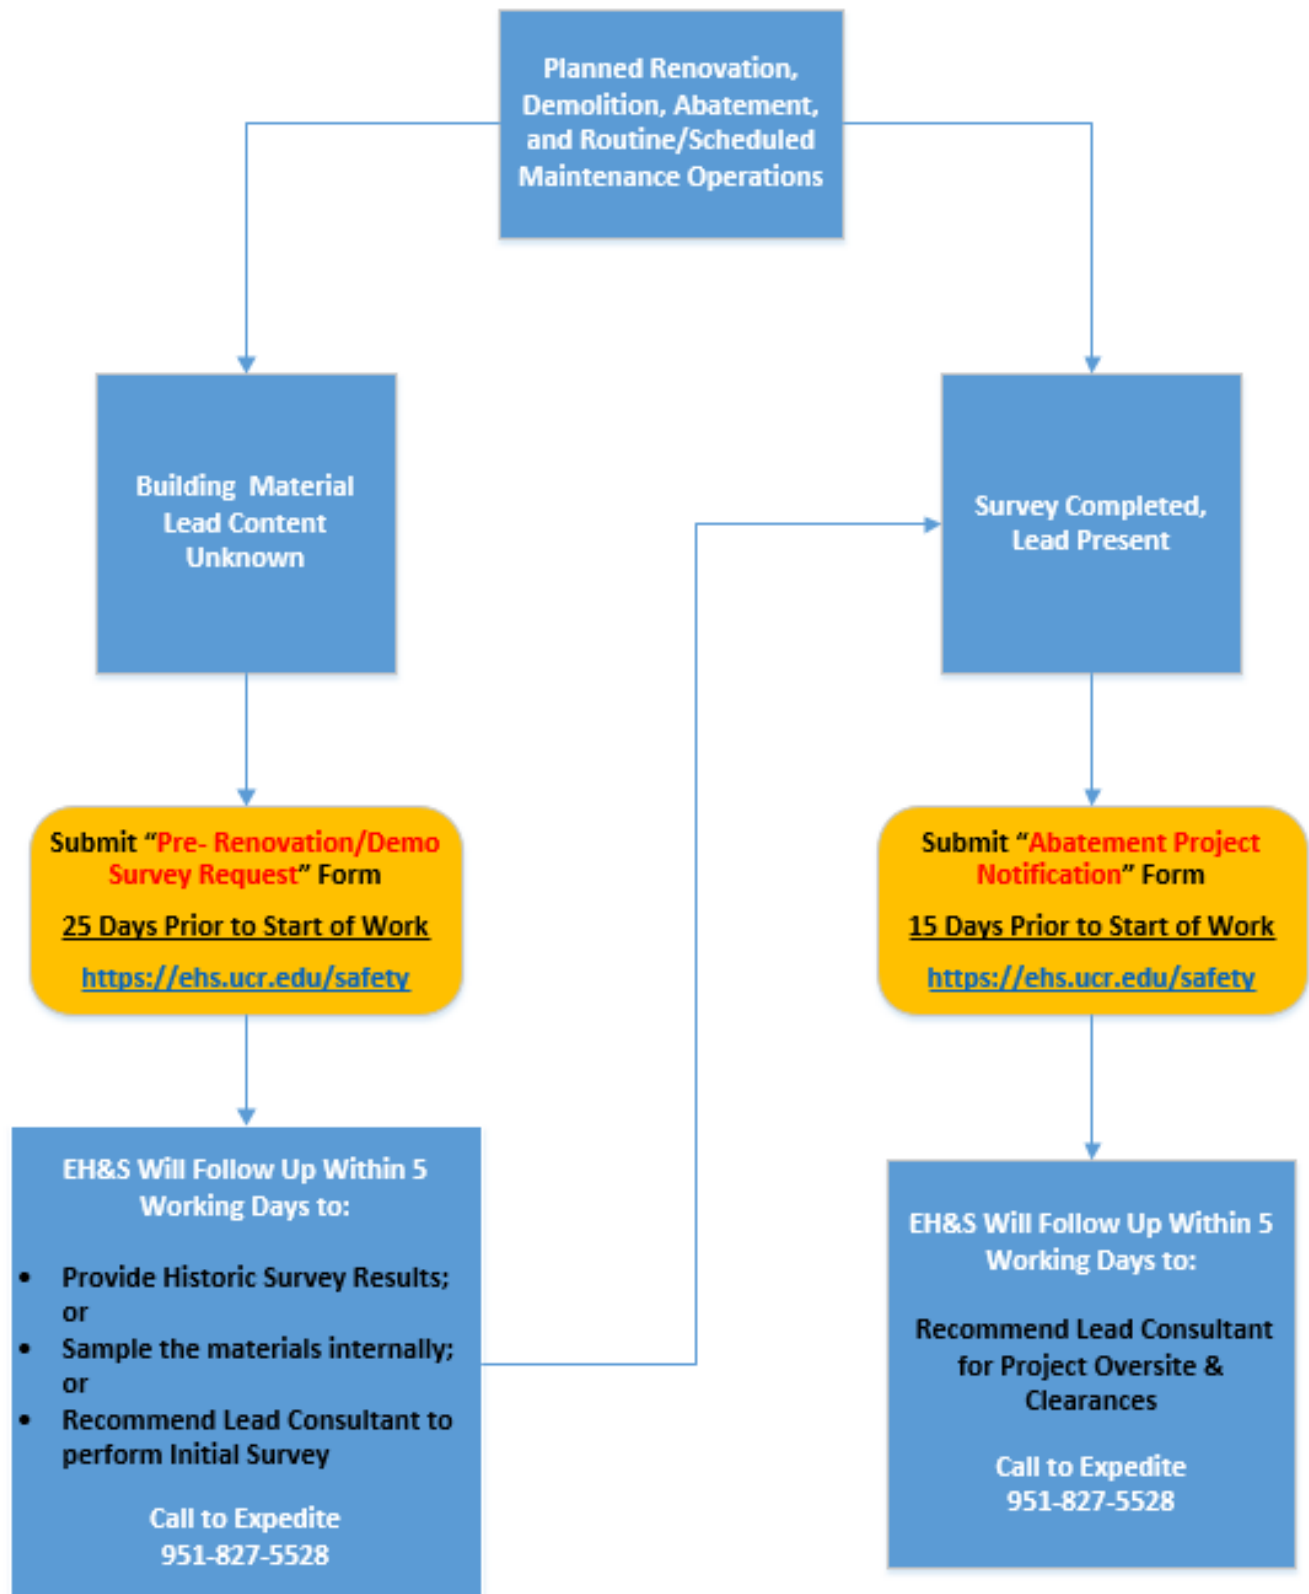 Planned Renovation,
Demolition, Abatement,
and Routine/Scheduled
Maintenance Operations
Building  Material
Lead Content
Unknown
Survey Completed,
Lead Present
Submit “Pre- Renovation/Demo
Survey Request” Form
25 Days Prior to Start of Work
https://ehs.ucr.edu/safety
Submit “Abatement Project
Notification” Form
15 Days Prior to Start of Work
https://ehs.ucr.edu/safety
EH&S Will Follow Up Within 5
Working Days to:
• Provide Historic Survey Results;
or
• Sample the materials internally;
or
• Recommend Lead Consultant to
perform Initial Survey
Call to Expedite
951-827-5528
EH&S Will Follow Up Within 5
Working Days to:
Recommend Lead Consultant
for Project Oversite &
Clearances
Call to Expedite
951-827-5528